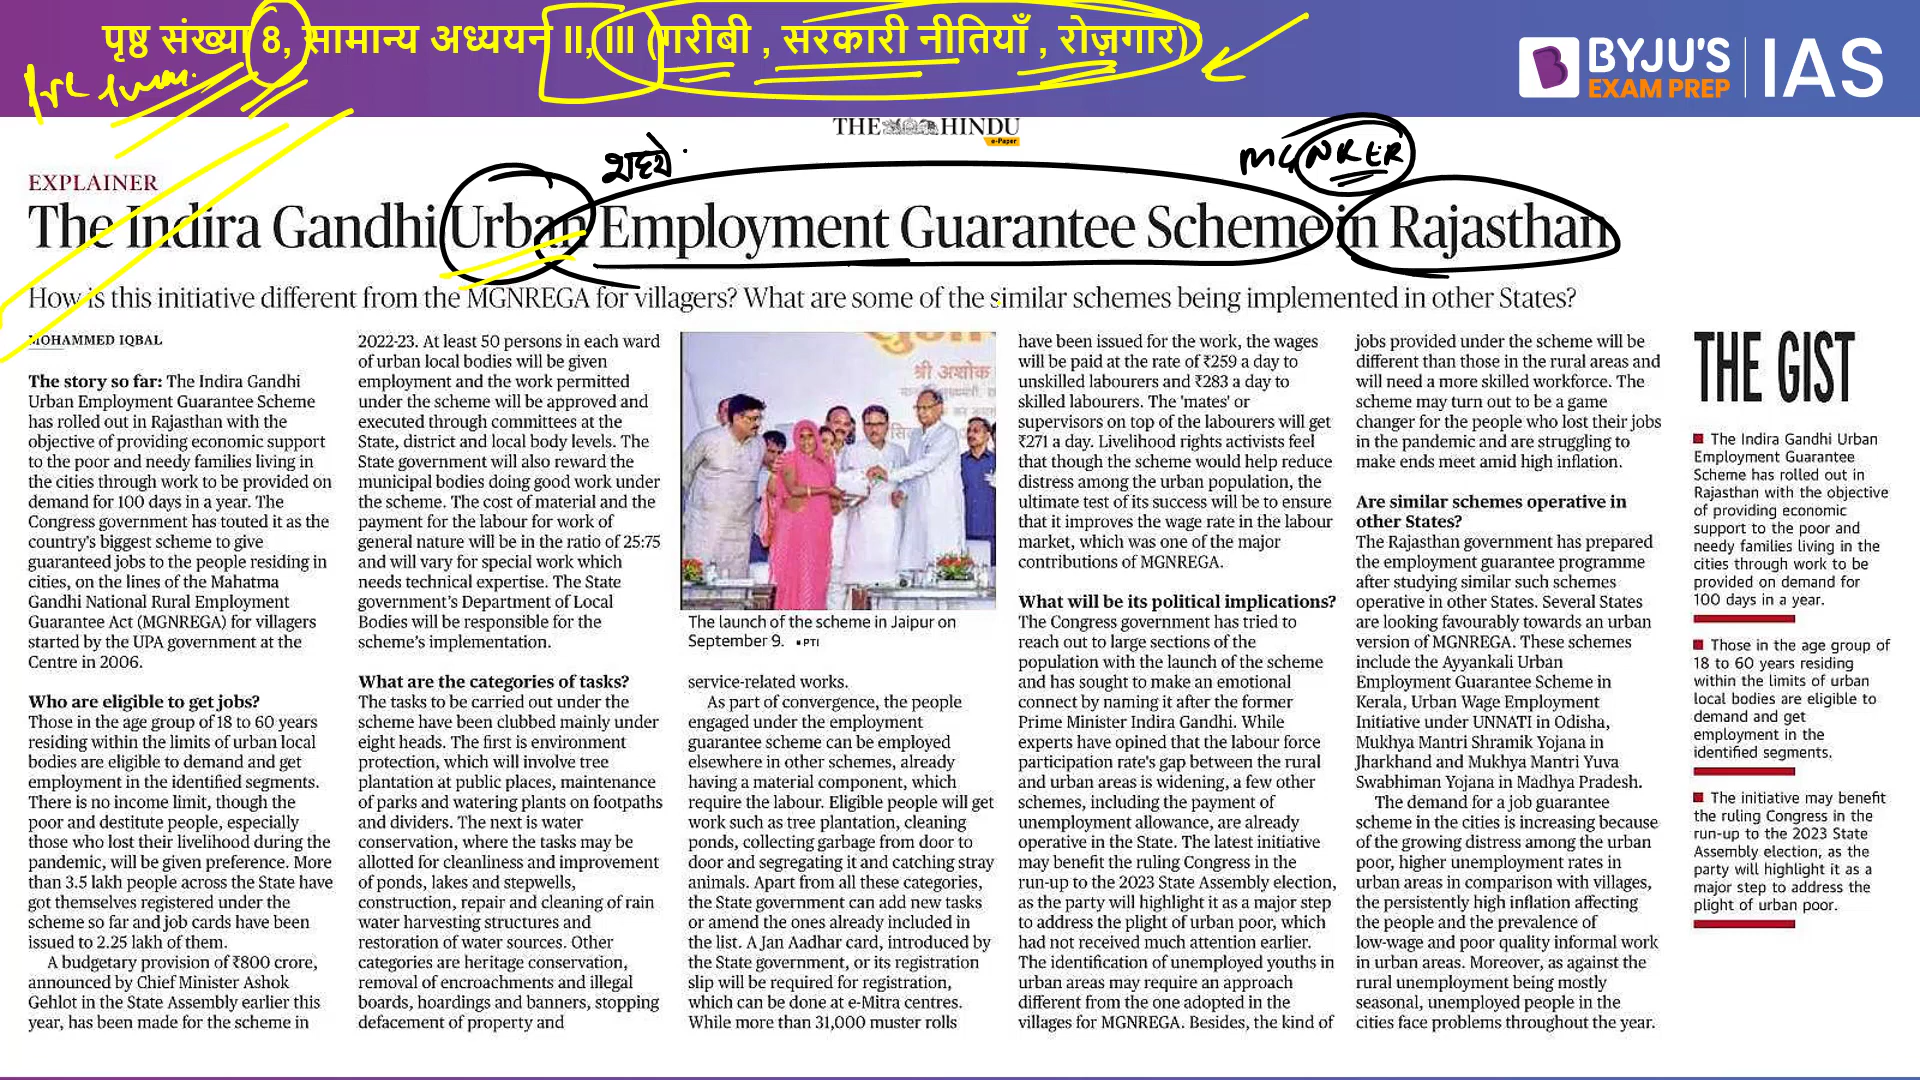 पृष्ठ संख्या 8, सामान्य अध्ययन II, III (गरीबी , सरकारी नीतियाँ , रोज़गार)
BYJU'S
EXAM PREP
IAS
THE HINDU
e-Paper
शहरी
MGNRER
EXPLAINER
The Indira Gandhi Urban Employment Guarantee Scheme in Rajasthan
How is this initiative different from the MGNREGA for villagers? What are some of the similar schemes being implemented in other States?
MOHAMMED IQBAL
The story so far: The Indira Gandhi
Urban Employment Guarantee Scheme
has rolled out in Rajasthan with the
objective of providing economic support
to the poor and needy families living in
the cities through work to be provided on
demand for 100 days in a year. The
Congress government has touted it as the
country's biggest scheme to give
guaranteed jobs to the people residing in
cities, on the lines of the Mahatma
Gandhi National Rural Employment
Guarantee Act (MGNREGA) for villagers
started by the UPA government at the
Centre in 2006.
Who are eligible to get jobs?
Those in the age group of 18 to 60 years
residing within the limits of urban local
bodies are eligible to demand and get
employment in the identified segments.
There is no income limit, though the
poor and destitute people, especially
those who lost their livelihood during the
pandemic, will be given preference. More
than 3.5 lakh people across the State have
got themselves registered under the
scheme so far and job cards have been
issued to 2.25 lakh of them.
A budgetary provision of ₹800 crore,
announced by Chief Minister Ashok
Gehlot in the State Assembly earlier this
year, has been made for the scheme in
2022-23. At least 50 persons in each ward
of urban local bodies will be given
employment and the work permitted
under the scheme will be approved and
executed through committees at the
State, district and local body levels. The
State government will also reward the
municipal bodies doing good work under
the scheme. The cost of material and the
payment for the labour for work of
general nature will be in the ratio of 25:75
and will vary for special work which
needs technical expertise. The State
government's Department of Local
Bodies will be responsible for the
scheme's implementation.
What are the categories of tasks?
The tasks to be carried out under the
scheme have been clubbed mainly under
eight heads. The first is environment
protection, which will involve tree
plantation at public places, maintenance
of parks and watering plants on footpaths
and dividers. The next is water
conservation, where the tasks may be
allotted for cleanliness and improvement
of ponds, lakes and stepwells,
construction, repair and cleaning of rain
water harvesting structures and
restoration of water sources. Other
categories are heritage conservation,
removal of encroachments and illegal
boards, hoardings and banners, stopping
defacement of property and
श्री अशोक
The launch of the scheme in Jaipur on
September 9. ▪PTI
service-related works.
As part of convergence, the people
engaged under the employment
guarantee scheme can be employed
elsewhere in other schemes, already
having a material component, which
require the labour. Eligible people will get
work such as tree plantation, cleaning
ponds, collecting garbage from door to
door and segregating it and catching stray
animals. Apart from all these categories,
the State government can add new tasks
or amend the ones already included in
the list. A Jan Aadhar card, introduced by
the State government, or its registration
slip will be required for registration,
which can be done at e-Mitra centres.
While more than 31,000 muster rolls
have been issued for the work, the wages
will be paid at the rate of ₹259 a day to
unskilled labourers and ₹283 a day to
skilled labourers. The 'mates' or
supervisors on top of the labourers will get
₹271 a day. Livelihood rights activists feel
that though the scheme would help reduce
distress among the urban population, the
ultimate test of its success will be to ensure
that it improves the wage rate in the labour
market, which was one of the major
contributions of MGNREGA.
What will be its political implications?
The Congress government has tried to
reach out to large sections of the
population with the launch of the scheme
and has sought to make an emotional
connect by naming it after the former
Prime Minister Indira Gandhi. While
experts have opined that the labour force
participation rate's gap between the rural
and urban areas is widening, a few other
schemes, including the payment of
unemployment allowance, are already
operative in the State. The latest initiative
may benefit the ruling Congress in the
run-up to the 2023 State Assembly election,
as the party will highlight it as a major step
to address the plight of urban poor, which
had not received much attention earlier.
The identification of unemployed youths in
urban areas may require an approach
different from the one adopted in the
villages for MGNREGA. Besides, the kind of
jobs provided under the scheme will be
different than those in the rural areas and
will need a more skilled workforce. The
scheme may turn out to be a game
changer for the people who lost their jobs
in the pandemic and are struggling to
make ends meet amid high inflation.
Are similar schemes operative in
other States?
The Rajasthan government has prepared
the employment guarantee programme
after studying similar such schemes
operative in other States. Several States
are looking favourably towards an urban
version of MGNREGA. These schemes
include the Ayyankali Urban
Employment Guarantee Scheme in
Kerala, Urban Wage Employment
Initiative under UNNATI in Odisha,
Mukhya Mantri Shramik Yojana in
Jharkhand and Mukhya Mantri Yuva
Swabhiman Yojana in Madhya Pradesh.
The demand for a job guarantee
scheme in the cities is increasing because
of the growing distress among the urban
poor, higher unemployment rates in
urban areas in comparison with villages,
the persistently high inflation affecting
the people and the prevalence of
low-wage and poor quality informal work
in urban areas. Moreover, as against the
rural unemployment being mostly
seasonal, unemployed people in the
cities face problems throughout the year.
THE GIST
The Indira Gandhi Urban
Employment Guarantee
Scheme has rolled out in
Rajasthan with the objective
of providing economic
support to the poor and
needy families living in the
cities through work to be
provided on demand for
100 days in a year.
Those in the age group of
18 to 60 years residing
within the limits of urban
local bodies are eligible to
demand and get
employment in the
identified segments.
The initiative may benefit
the ruling Congress in the
run-up to the 2023 State
Assembly election, as the
party will highlight it as a
major step to address the
plight of urban poor.